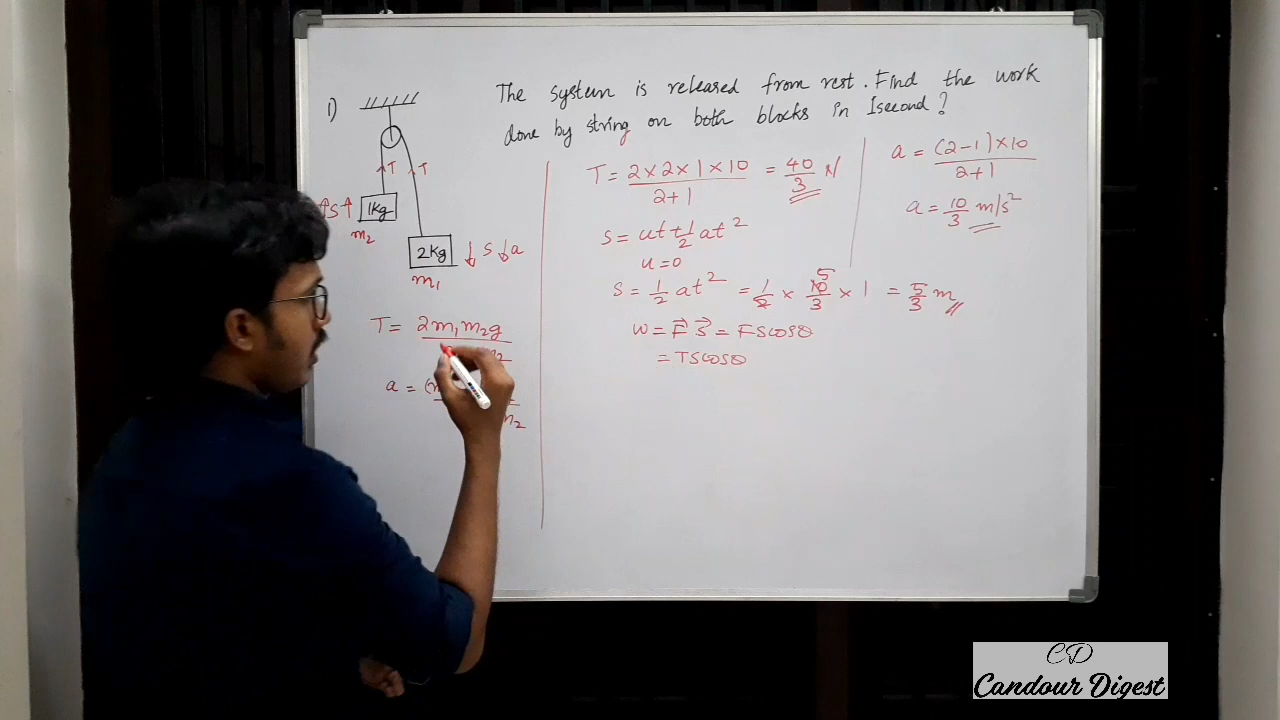 1)
The system is released from rest. Find the work
done by string on both blocks in 1second?
T T
↑S↑ 1kg
m₂
2Kg ↓ S ↓ a
m₁
T = 2m₁m₂g
a =
m₂
T = 2×2×1×10 / 2+1 = 40/3 N
S = ut + 1/2 at²
u=0
S = 1/2 at² = 1/2 × 10/3 × 1 = 5/3 m
5
W = F⃗ S⃗ = FScosθ
= TScosθ
a = (2-1)×10 / 2+1
a = 10/3 m/s²
CD
Candour Digest